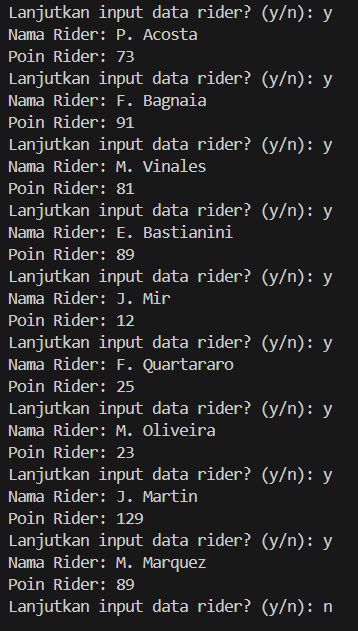 Lanjutkan input data rider? (y/n): y
Nama Rider: P. Acosta
Poin Rider: 73
Lanjutkan input data rider? (y/n): y
Nama Rider: F. Bagnaia
Poin Rider: 91
Lanjutkan input data rider? (y/n): y
Nama Rider: M. Vinales
Poin Rider: 81
Lanjutkan input data rider? (y/n): y
Nama Rider: E. Bastianini
Poin Rider: 89
Lanjutkan input data rider? (y/n): y
Nama Rider: J. Mir
Poin Rider: 12
Lanjutkan input data rider? (y/n): y
Nama Rider: F. Quartararo
Poin Rider: 25
Lanjutkan input data rider? (y/n): y
Nama Rider: M. Oliveira
Poin Rider: 23
Lanjutkan input data rider? (y/n): y
Nama Rider: J. Martin
Poin Rider: 129
Lanjutkan input data rider? (y/n): y
Nama Rider: M. Marquez
Poin Rider: 89
Lanjutkan input data rider? (y/n): n